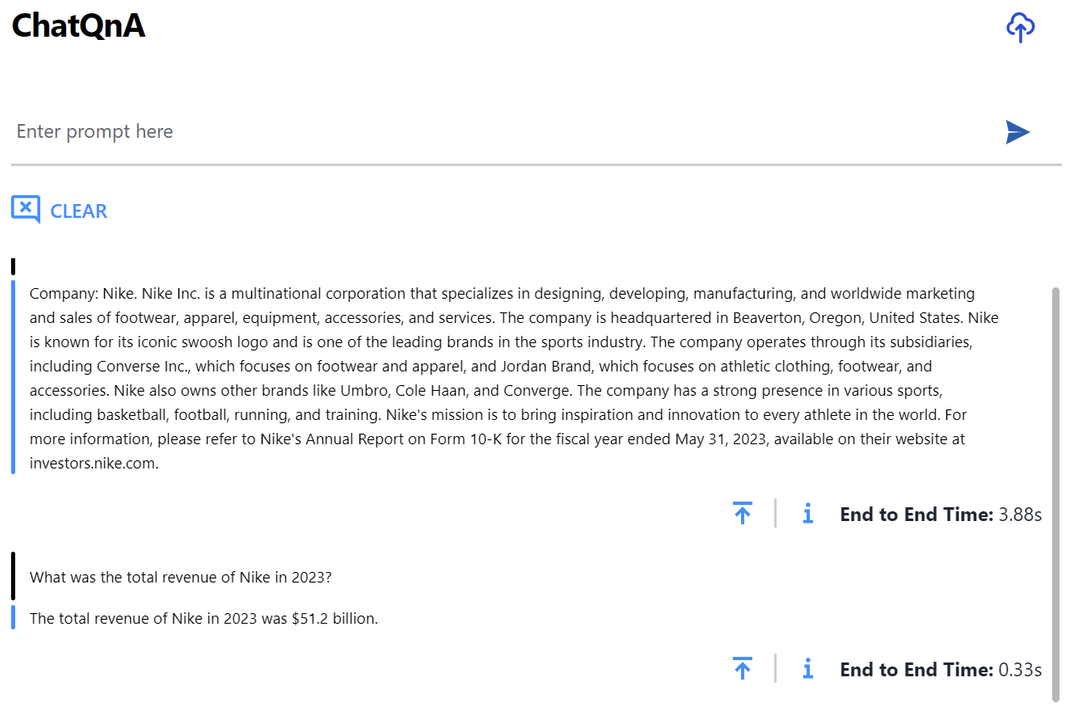 ChatQnA
Enter prompt here
CLEAR
Company: Nike. Nike Inc. is a multinational corporation that specializes in designing, developing, manufacturing, and worldwide marketing
and sales of footwear, apparel, equipment, accessories, and services. The company is headquartered in Beaverton, Oregon, United States. Nike
is known for its iconic swoosh logo and is one of the leading brands in the sports industry. The company operates through its subsidiaries,
including Converse Inc., which focuses on footwear and apparel, and Jordan Brand, which focuses on athletic clothing, footwear, and
accessories. Nike also owns other brands like Umbro, Cole Haan, and Converge. The company has a strong presence in various sports,
including basketball, football, running, and training. Nike's mission is to bring inspiration and innovation to every athlete in the world. For
more information, please refer to Nike's Annual Report on Form 10-K for the fiscal year ended May 31, 2023, available on their website at
investors.nike.com.
End to End Time: 3.88s
What was the total revenue of Nike in 2023?
The total revenue of Nike in 2023 was $51.2 billion.
End to End Time: 0.33s